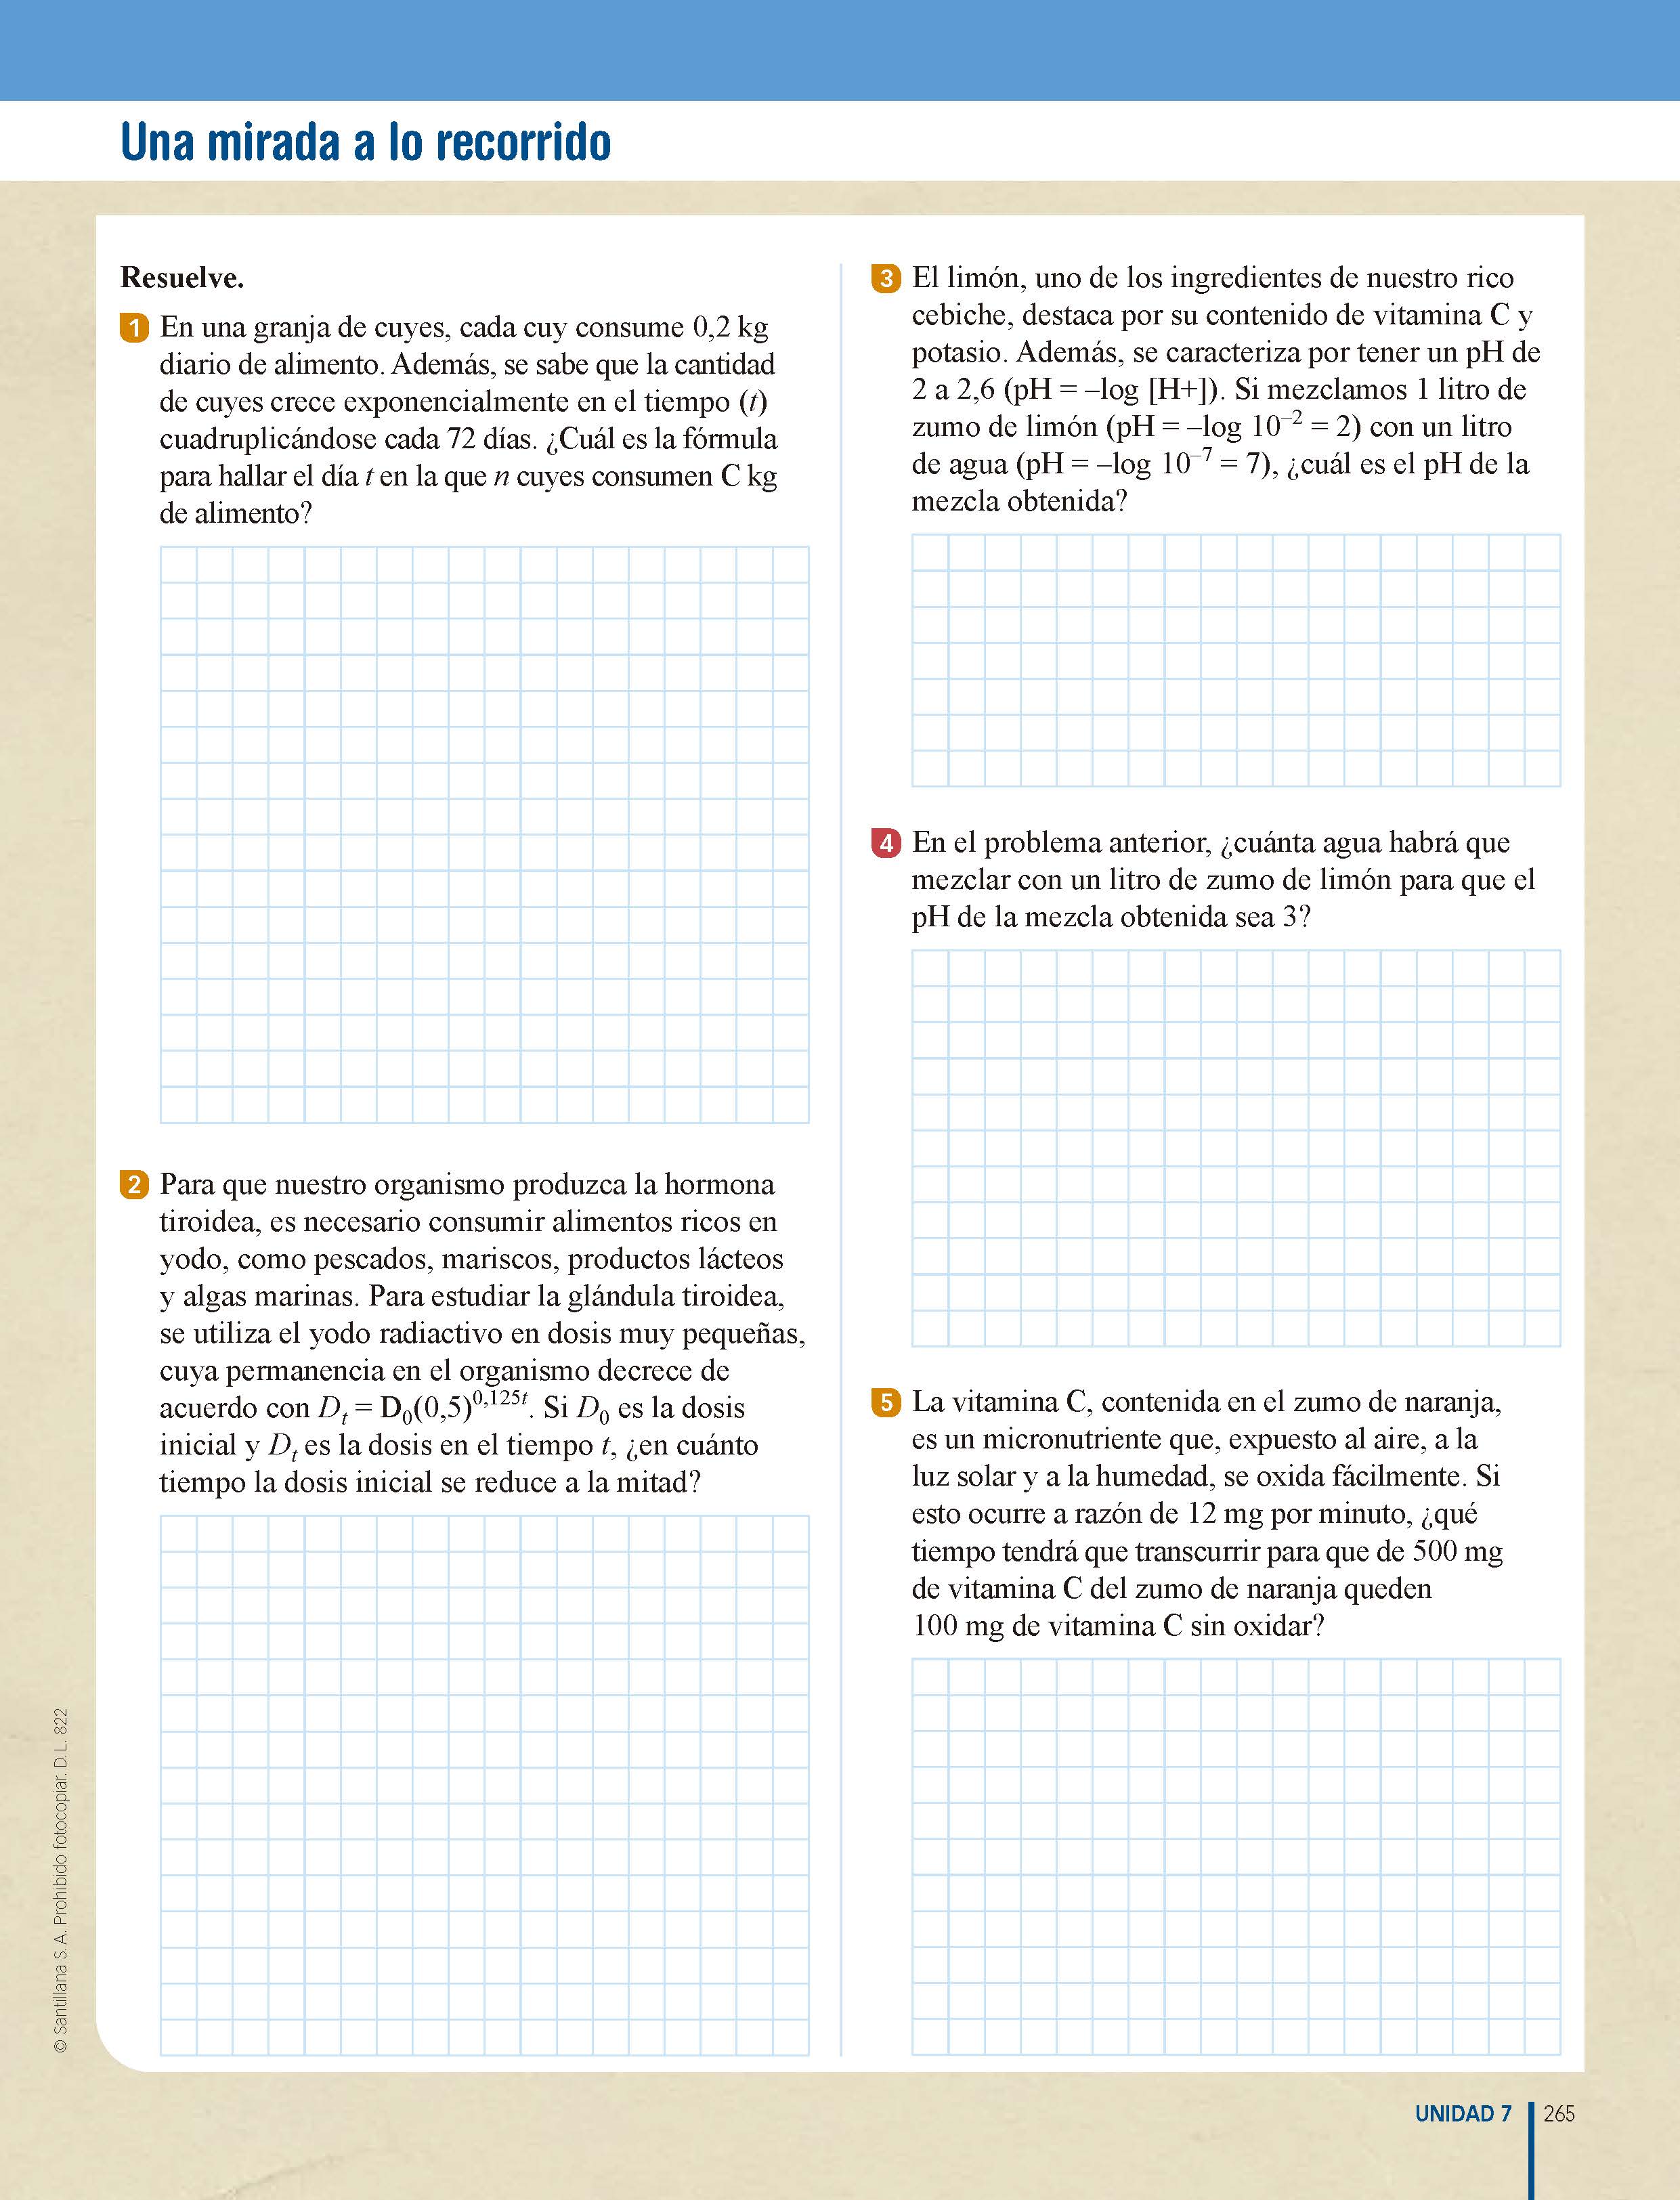 Una mirada a lo recorrido
Resuelve.
1 En una granja de cuyes, cada cuy consume 0,2 kg
diario de alimento. Además, se sabe que la cantidad
de cuyes crece exponencialmente en el tiempo (t)
cuadruplicándose cada 72 días. ¿Cuál es la fórmula
para hallar el día t en la que n cuyes consumen C kg
de alimento?
2 Para que nuestro organismo produzca la hormona
tiroidea, es necesario consumir alimentos ricos en
yodo, como pescados, mariscos, productos lácteos
y algas marinas. Para estudiar la glándula tiroidea,
se utiliza el yodo radiactivo en dosis muy pequeñas,
cuya permanencia en el organismo decrece de
acuerdo con Dₜ = D₀(0,5)^0,125t. Si D₀ es la dosis
inicial y Dₜ es la dosis en el tiempo t, ¿en cuánto
tiempo la dosis inicial se reduce a la mitad?
3 El limón, uno de los ingredientes de nuestro rico
cebiche, destaca por su contenido de vitamina C y
potasio. Además, se caracteriza por tener un pH de
2 a 2,6 (pH = –log [H+]). Si mezclamos 1 litro de
zumo de limón (pH = –log 10⁻² = 2) con un litro
de agua (pH = –log 10⁻⁷ = 7), ¿cuál es el pH de la
mezcla obtenida?
4 En el problema anterior, ¿cuánta agua habrá que
mezclar con un litro de zumo de limón para que el
pH de la mezcla obtenida sea 3?
5 La vitamina C, contenida en el zumo de naranja,
es un micronutriente que, expuesto al aire, a la
luz solar y a la humedad, se oxida fácilmente. Si
esto ocurre a razón de 12 mg por minuto, ¿qué
tiempo tendrá que transcurrir para que de 500 mg
de vitamina C del zumo de naranja queden
100 mg de vitamina C sin oxidar?
© Santillana S. A. Prohibido fotocopiar. D. L. 822
UNIDAD 7 265